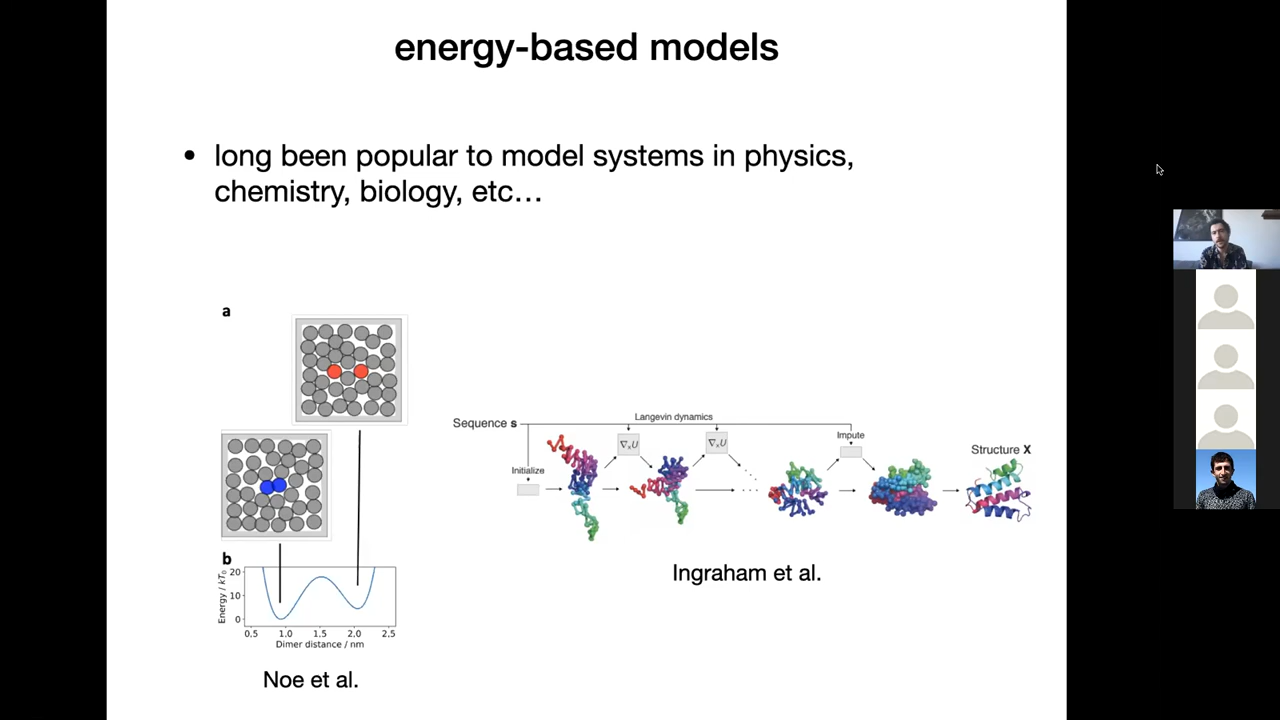 energy-based models
• long been popular to model systems in physics,
chemistry, biology, etc...
a
b
20
10
0
Energy / kT₀
0.5 1.0 1.5 2.0 2.5
Dimer distance / nm
Noe et al.
Langevin dynamics
Sequence s
∇ₓU
∇ₓU
Impute
Initialize
Structure X
Ingraham et al.